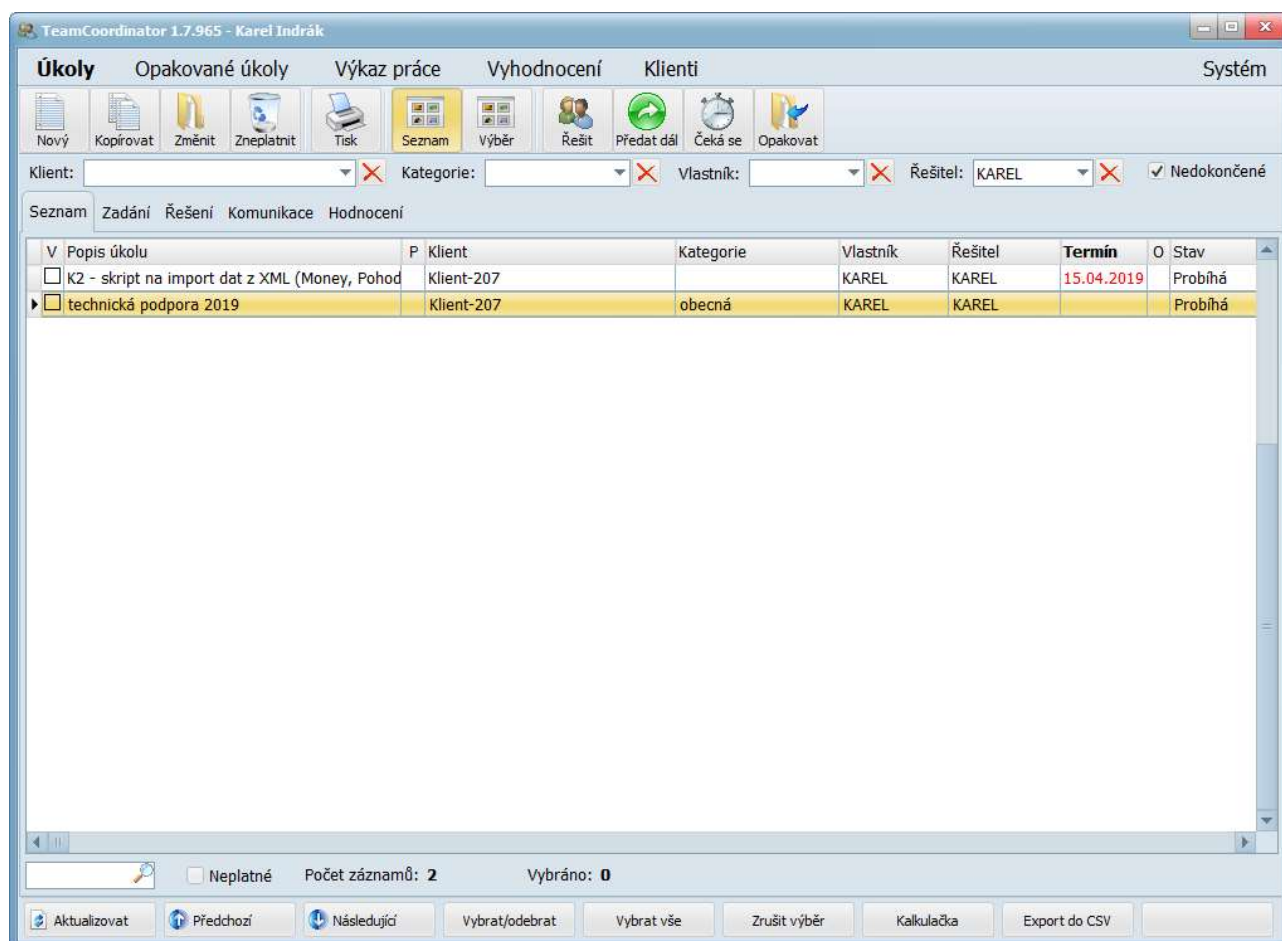 TeamCoordinator 1.7.965 - Karel Indrák
Úkoly Opakované úkoly Výkaz práce Vyhodnocení Klienti Systém
Nový Kopírovat Změnit Zneplatnit Tisk Seznam Výběr Řešit Předat dál Čeká se Opakovat
Klient: Kategorie: Vlastník: Řešitel: KAREL Nedokončené
Seznam Zadání Řešení Komunikace Hodnocení
V Popis úkolu P Klient Kategorie Vlastník Řešitel Termín O Stav
K2 - skript na import dat z XML (Money, Pohod Klient-207 KAREL KAREL 15.04.2019 Probíhá
technická podpora 2019 Klient-207 obecná KAREL KAREL Probíhá
Neplatné Počet záznamů: 2 Vybráno: 0
Aktualizovat Předchozí Následující Vybrat/odebrat Vybrat vše Zrušit výběr Kalkulačka Export do CSV